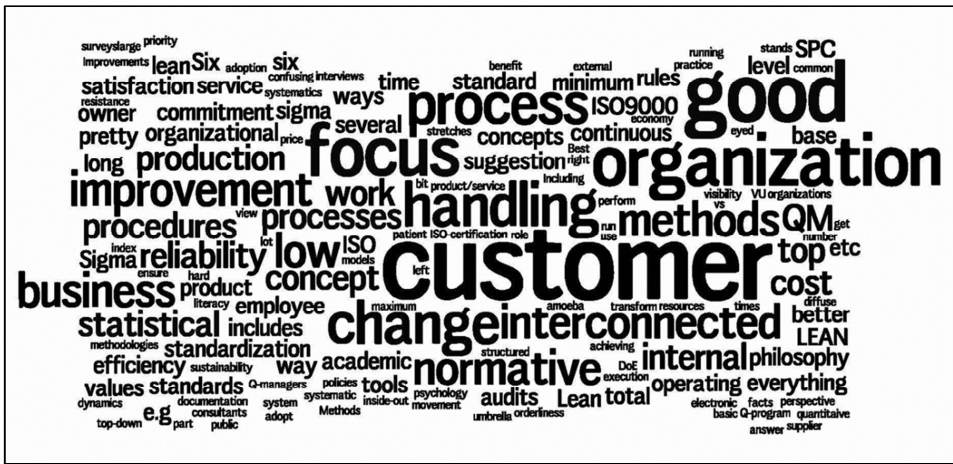 surveyslarge priority running stands SPC
Improvements lean Six adoption six benefit external practice level common
satisfaction service confusing interviews time standard minimum rules good
resistance systematics ways process ISO9000
owner commitment sigma several economy eyed base
pretty organizational price focus stretches concepts continuous organization
long production suggestion Best right
improvement work handling Including visibility VU organizations
bit product/service perform vs
procedures view processes methods QM get
patient ISO-certification role run use number
Sigma index reliability lot low ISO models customer top etc
ensure hard left
business product concept cost
literacy employee maximum amoeba transform resources times diffuse better
statistical includes change interconnected LEAN
methodologies standardization structured achieving
efficiency sustainability way academic normative DoE internal philosophy
values standards Q-managers policies tools psychology execution operating everything
dynamics documentation system systematic inside-out movement audits Lean total electronic facts perspective
e.g consultants adopt Methods umbrella orderliness basic Q-program quantitaive
top-down part public answer supplier